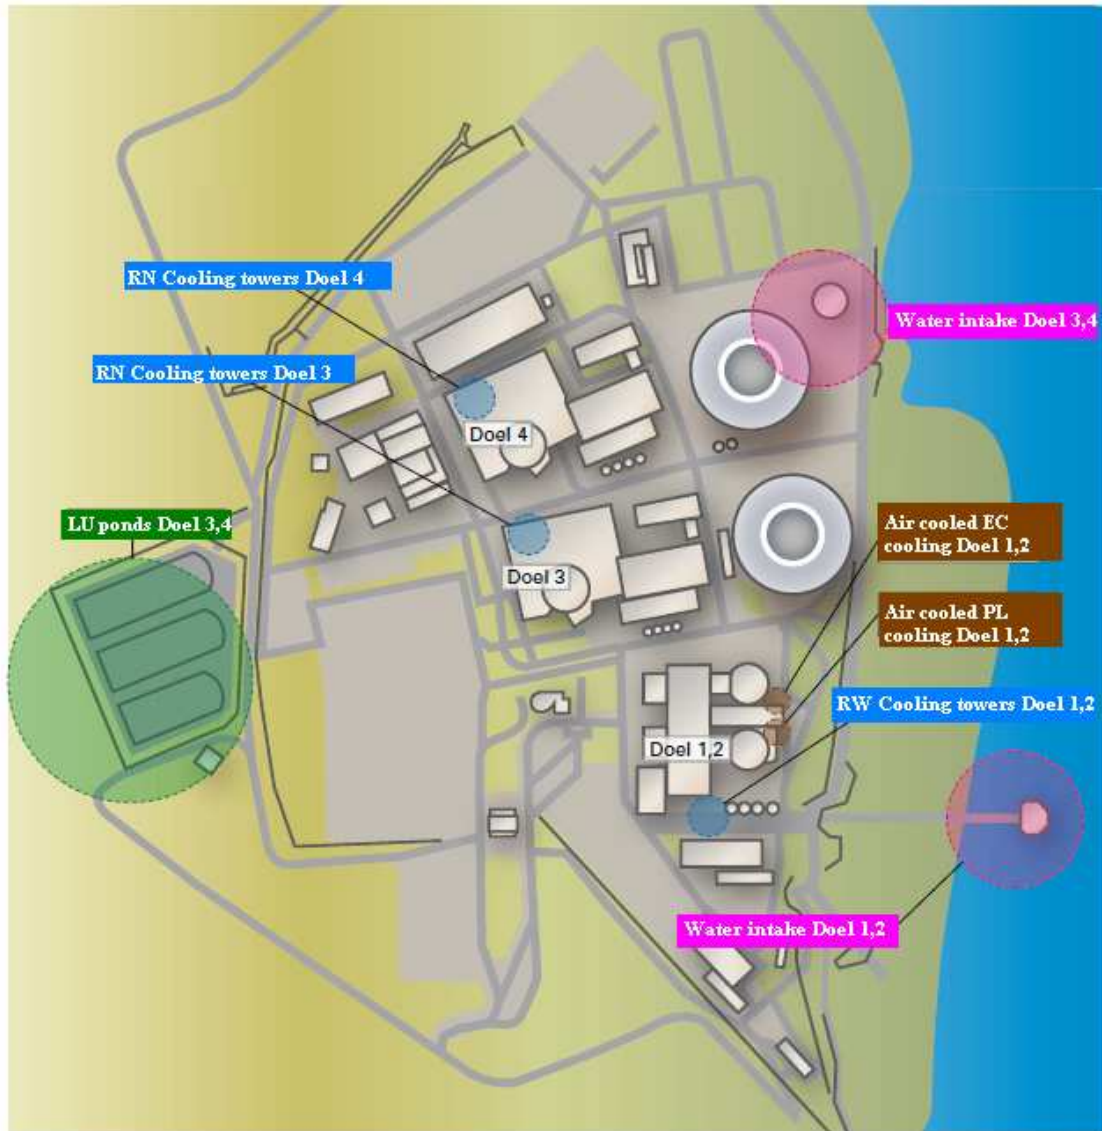 RN Cooling towers Doel 4
Water intake Doel 3,4
RN Cooling towers Doel 3
Doel 4
LU ponds Doel 3,4
Air cooled EC
cooling Doel 1,2
Doel 3
Air cooled PL
cooling Doel 1,2
RW Cooling towers Doel 1,2
Doel 1,2
Water intake Doel 1,2